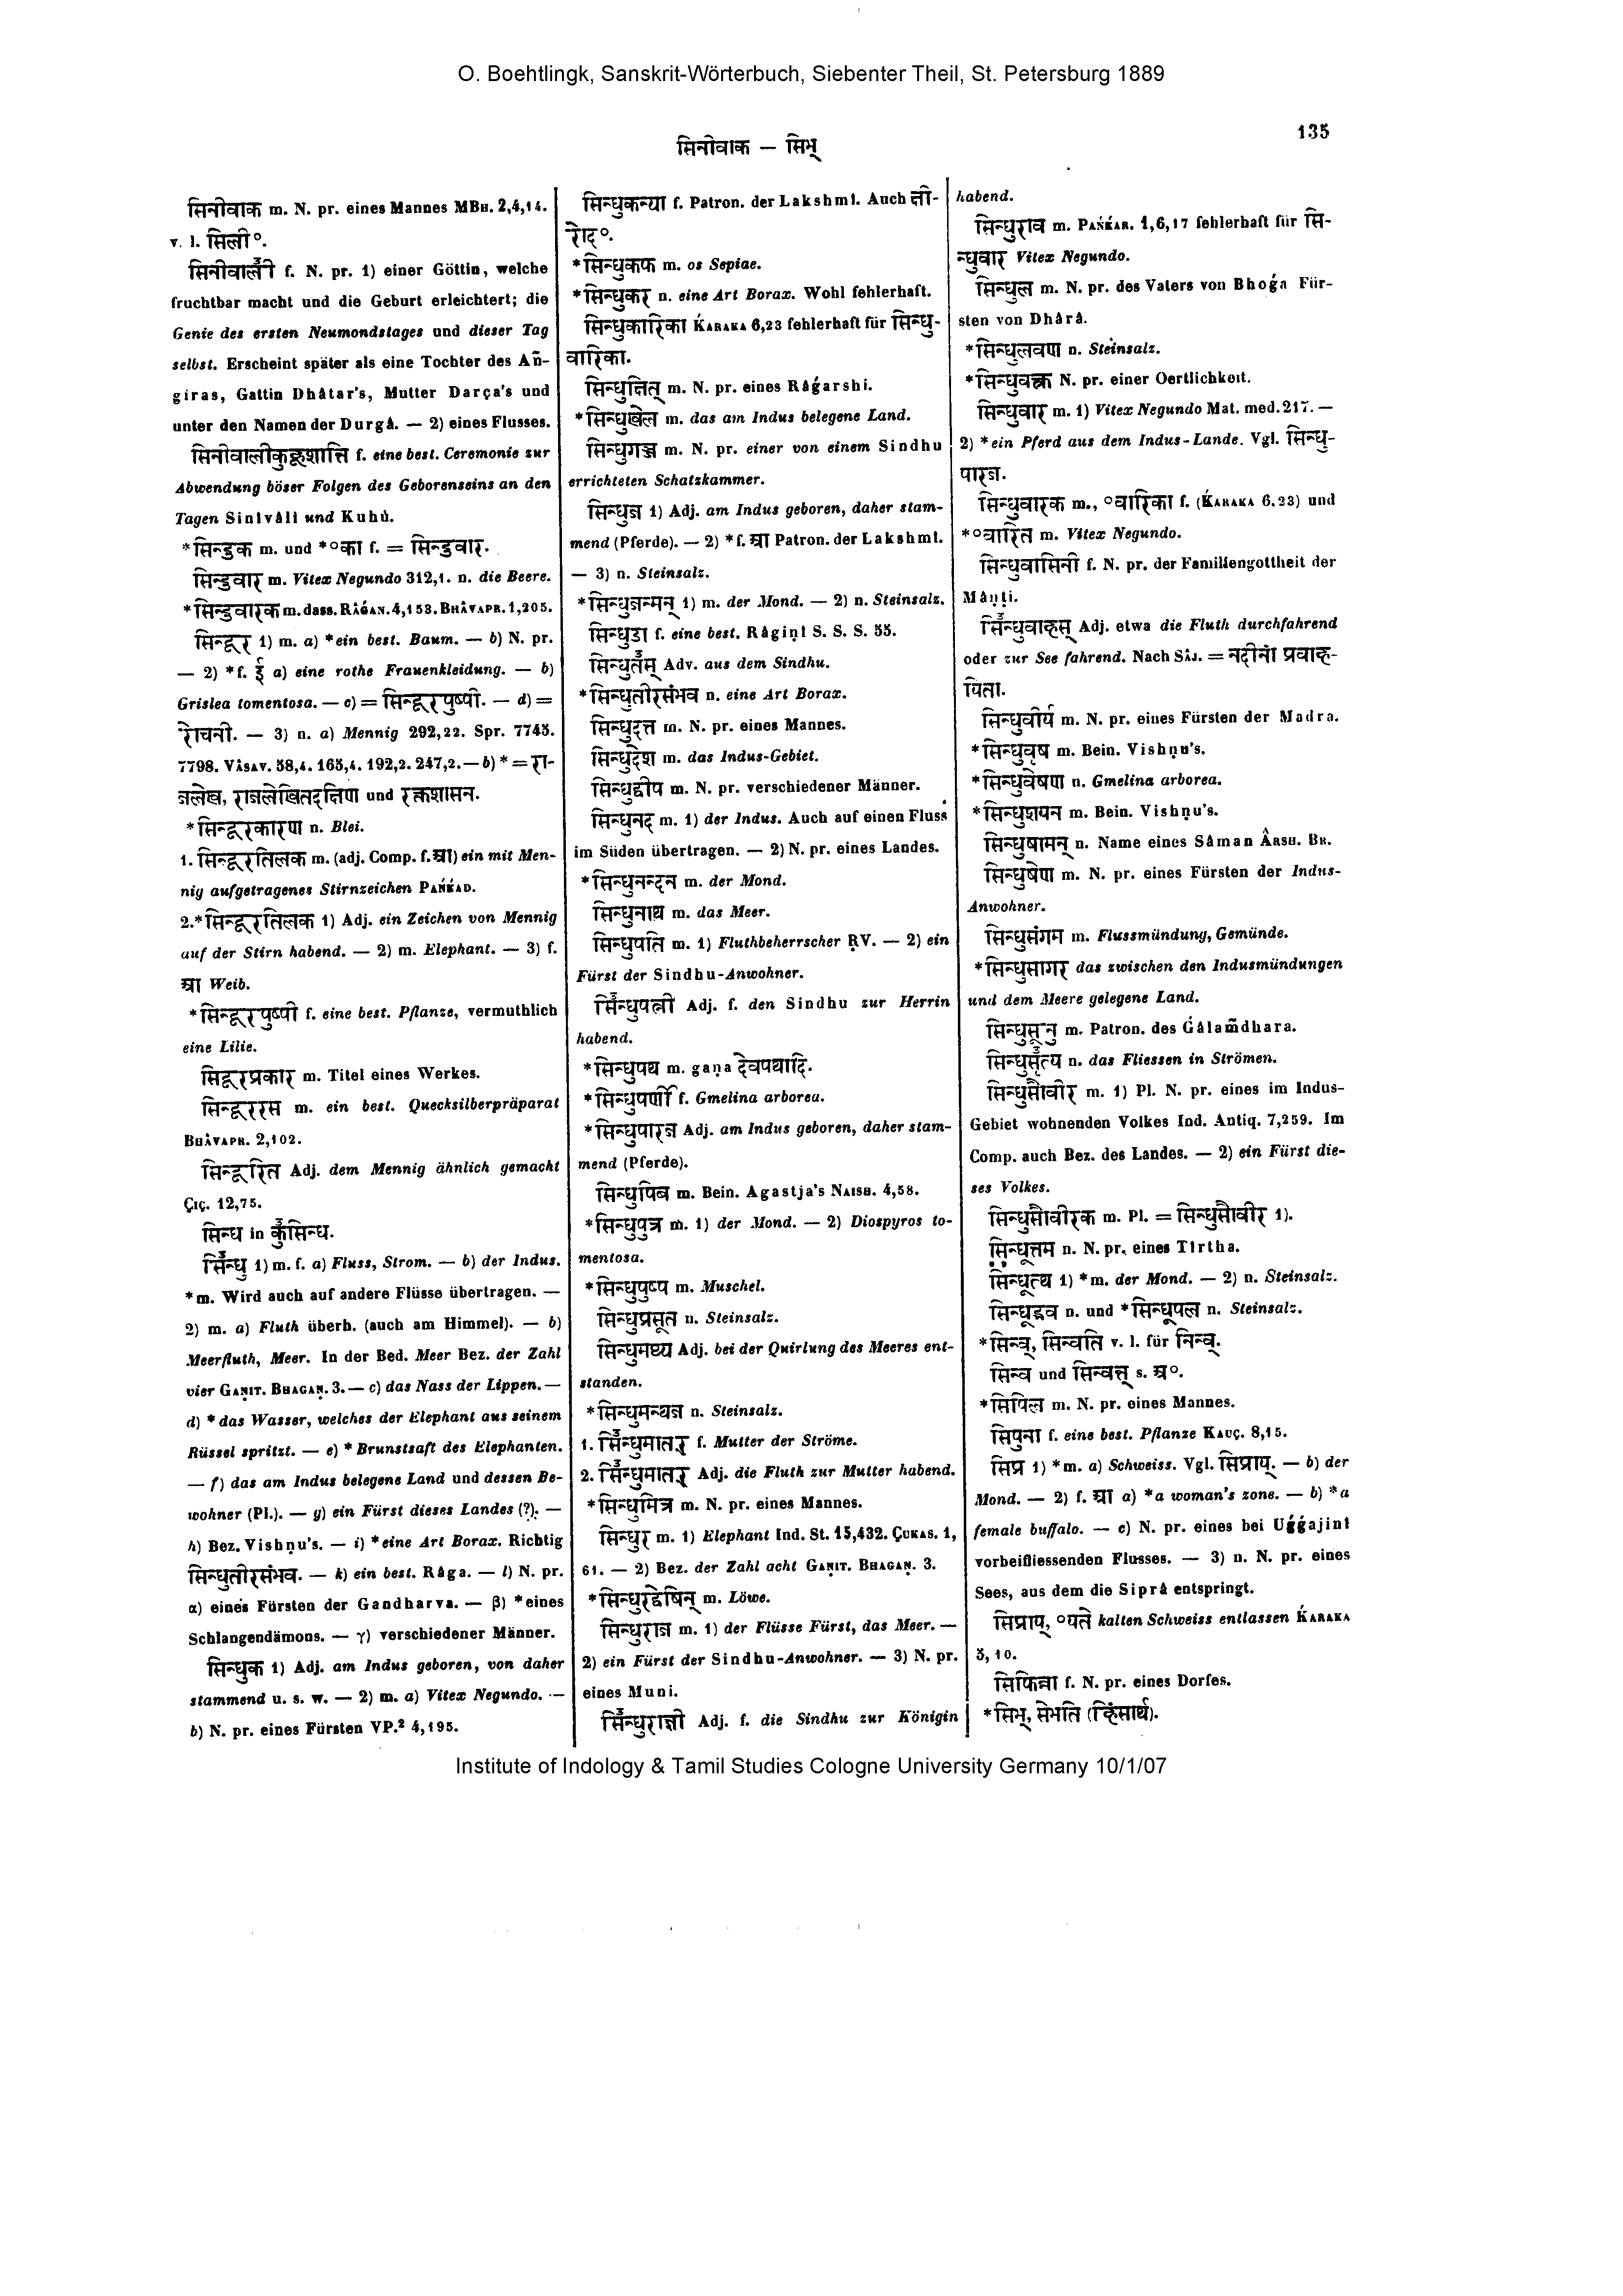 O. Boehtlingk, Sanskrit-Wörterbuch, Siebenter Theil, St. Petersburg 1889
135
सिनीवाक — सिभ्
सिनीवाक m. N. pr. eines Mannes MBH. 2,4,14.
v. l. सिली°.
सिनीवाली f. N. pr. 1) einer Göttin, welche
fruchtbar macht und die Geburt erleichtert; die
Genie des ersten Neumondstages und dieser Tag
selbst. Erscheint später als eine Tochter des Añ-
giras, Gattin Dhâtar's, Mutter Darça's und
unter den Namen der Durgâ. — 2) eines Flusses.
सिनीवालीकुहूशान्ति f. eine best. Ceremonie zur
Abwendung böser Folgen des Geborenseins an den
Tagen Sinîvâlî und Kuhû.
*सिन्दुक m. und *°का f. = सिन्दुवार.
सिन्दुवार m. Vitex Negundo 312,1. n. die Beere.
*सिन्दुवारक m. dass. RÂǴAN. 4,153. BHÂVAPR. 1,205.
सिन्दूर 1) m. a) *ein best. Baum. — b) N. pr.
— 2) *f. ई a) eine rothe Frauenkleidung. — b)
Grislea tomentosa. — c) = सिन्दूरपुष्पी. — d) =
रोचनी. — 3) n. a) Mennig 292,22. Spr. 7745.
7798. VÂSAV. 58,4. 165,4. 192,2. 247,2. — b) * = रा-
जलेख, राजलेखितदक्षिण und रक्तशासन.
*सिन्दूरकारण n. Blei.
1. सिन्दूरतिलक m. (adj. Comp. f. आ) ein mit Men-
nig aufgetragenes Stirnzeichen PAŃḰAD.
2.*सिन्दूरतिलक 1) Adj. ein Zeichen von Mennig
auf der Stirn habend. — 2) m. Elephant. — 3) f.
आ Weib.
*सिन्दूरपुष्पी f. eine best. Pflanze, vermuthlich
eine Lilie.
सिन्दूरप्रकार m. Titel eines Werkes.
सिन्दूररस m. ein best. Quecksilberpräparat
BHÂVAPR. 2,102.
सिन्दूरित Adj. dem Mennig ähnlich gemacht
ÇIÇ. 12,75.
सिन्ध in कुसिन्ध.
सिन्धु 1) m. f. a) Fluss, Strom. — b) der Indus.
*m. Wird auch auf andere Flüsse übertragen. —
2) m. a) Fluth überh. (auch am Himmel). — b)
Meerfluth, Meer. In der Bed. Meer Bez. der Zahl
vier GAṆIT. BHAGAṆ. 3. — c) das Nass der Lippen. —
d) *das Wasser, welches der Elephant aus seinem
Rüssel spritzt. — e) *Brunstsaft des Elephanten.
— f) das am Indus belegene Land und dessen Be-
wohner (Pl.). — g) ein Fürst dieses Landes (?). —
h) Bez. Vishṇu's. — i) *eine Art Borax. Richtig
सिन्धुतीरसंभव. — k) ein best. Râga. — l) N. pr.
α) eines Fürsten der Gandharva. — β) *eines
Schlangendämons. — γ) verschiedener Männer.
सिन्धुक 1) Adj. am Indus geboren, von daher
stammend u. s. w. — 2) m. a) Vitex Negundo. —
b) N. pr. eines Fürsten VP.² 4,195.
सिन्धुकन्या f. Patron. der Lakshmî. Auch क्षी-
रोद°.
*सिन्धुकफ m. os Sepiae.
*सिन्धुकर n. eine Art Borax. Wohl fehlerhaft.
सिन्धुकारिका ḰARAKA 6,23 fehlerhaft für सिन्धु-
वारिका.
सिन्धुक्षित् m. N. pr. eines Râǵarshi.
*सिन्धुखेल m. das am Indus belegene Land.
सिन्धुगञ्ज m. N. pr. einer von einem Sindhu
errichteten Schatzkammer.
सिन्धुज 1) Adj. am Indus geboren, daher stam-
mend (Pferde). — 2) *f. आ Patron. der Lakshmî.
— 3) n. Steinsalz.
*सिन्धुजन्मन् 1) m. der Mond. — 2) n. Steinsalz.
सिन्धुडा f. eine best. Râgiṇî S. S. S. 55.
सिन्धुतस् Adv. aus dem Sindhu.
*सिन्धुतीरसंभव n. eine Art Borax.
सिन्धुदत्त m. N. pr. eines Mannes.
सिन्धुदेश m. das Indus-Gebiet.
सिन्धुद्वीप m. N. pr. verschiedener Männer.
सिन्धुनद m. 1) der Indus. Auch auf einen Fluss
im Süden übertragen. — 2) N. pr. eines Landes.
*सिन्धुनन्दन m. der Mond.
सिन्धुनाथ m. das Meer.
सिन्धुपति m. 1) Fluthbeherrscher ṚV. — 2) ein
Fürst der Sindhu-Anwohner.
सिन्धुपत्नी Adj. f. den Sindhu zur Herrin
habend.
*सिन्धुपथ m. gaṇa देवपथादि.
*सिन्धुपर्णी f. Gmelina arborea.
*सिन्धुपारज Adj. am Indus geboren, daher stam-
mend (Pferde).
सिन्धुपिब m. Bein. Agastja's NAISH. 4,58.
*सिन्धुपुत्र m. 1) der Mond. — 2) Diospyros to-
mentosa.
*सिन्धुपुष्प m. Muschel.
सिन्धुप्रसूत n. Steinsalz.
सिन्धुमथ्य Adj. bei der Quirlung des Meeres ent-
standen.
*सिन्धुमन्थज n. Steinsalz.
1. सिन्धुमातर् f. Mutter der Ströme.
2. सिन्धुमातर् Adj. die Fluth zur Mutter habend.
*सिन्धुमित्र m. N. pr. eines Mannes.
सिन्धुर m. 1) Elephant Ind. St. 15,432. ÇUKAS. 1,
61. — 2) Bez. der Zahl acht GAṆIT. BHAGAṆ. 3.
*सिन्धुरद्वेषिन् m. Löwe.
सिन्धुराज m. 1) der Flüsse Fürst, das Meer. —
2) ein Fürst der Sindhu-Anwohner. — 3) N. pr.
eines Muni.
सिन्धुराज्ञी Adj. f. die Sindhu zur Königin
habend.
सिन्धुराव m. PAŃḰAR. 1,6,17 fehlerhaft für सि-
न्धुवार Vitex Negundo.
सिन्धुल m. N. pr. des Vaters von Bhoǵa Für-
sten von Dhârâ.
*सिन्धुलवण n. Steinsalz.
*सिन्धुवक्त्र N. pr. einer Oertlichkeit.
सिन्धुवार m. 1) Vitex Negundo Mat. med. 217. —
2) *ein Pferd aus dem Indus-Lande. Vgl. सिन्धु-
पारज.
सिन्धुवारक m., °वारिका f. (ḰARAKA 6.23) und
*°वारित m. Vitex Negundo.
सिन्धुवासिनी f. N. pr. der Familiengottheit der
Mâṇṭi.
सिन्धुवाहस् Adj. etwa die Fluth durchfahrend
oder zur See fahrend. Nach SÂJ. = नदीनां प्रवाह-
यिता.
सिन्धुवीर्य m. N. pr. eines Fürsten der Madra.
*सिन्धुवृष m. Bein. Vishṇu's.
*सिन्धुवेषण n. Gmelina arborea.
*सिन्धुशयन m. Bein. Vishṇu's.
सिन्धुषामन् n. Name eines Sâman ÂRSH. BR.
सिन्धुषेण m. N. pr. eines Fürsten der Indus-
Anwohner.
सिन्धुसंगम m. Flussmündung, Gemünde.
*सिन्धुसागर das zwischen den Indusmündungen
und dem Meere gelegene Land.
सिन्धुसूनु m. Patron. des Ǵâlaṁdhara.
सिन्धुसृत्य n. das Fliessen in Strömen.
सिन्धुसौवीर m. 1) Pl. N. pr. eines im Indus-
Gebiet wohnenden Volkes Ind. Antiq. 7,259. Im
Comp. auch Bez. des Landes. — 2) ein Fürst die-
ses Volkes.
सिन्धुसौवीरक m. Pl. = सिन्धुसौवीर 1).
सिन्धूत्तम n. N. pr. eines Tîrtha.
सिन्धूत्थ 1) *m. der Mond. — 2) n. Steinsalz.
सिन्धूद्भव n. und *सिन्धूपल n. Steinsalz.
*सिन्व्, सिन्वति v. l. für निन्व्.
सिन्व und सिन्वत् s. अ°.
*सिपिल m. N. pr. eines Mannes.
सिपुना f. eine best. Pflanze KAUÇ. 8,15.
सिप्र 1) *m. a) Schweiss. Vgl. सिप्राय्. — b) der
Mond. — 2) f. आ a) *a woman's zone. — b) *a
female buffalo. — c) N. pr. eines bei Uǵǵajinî
vorbeifliessenden Flusses. — 3) n. N. pr. eines
Sees, aus dem die Siprâ entspringt.
सिप्राय्, °यते kalten Schweiss entlassen ḰARAKA
5,10.
सिफिन्ना f. N. pr. eines Dorfes.
*सिभ्, सेभति (हिंसार्थ).
Institute of Indology & Tamil Studies Cologne University Germany 10/1/07